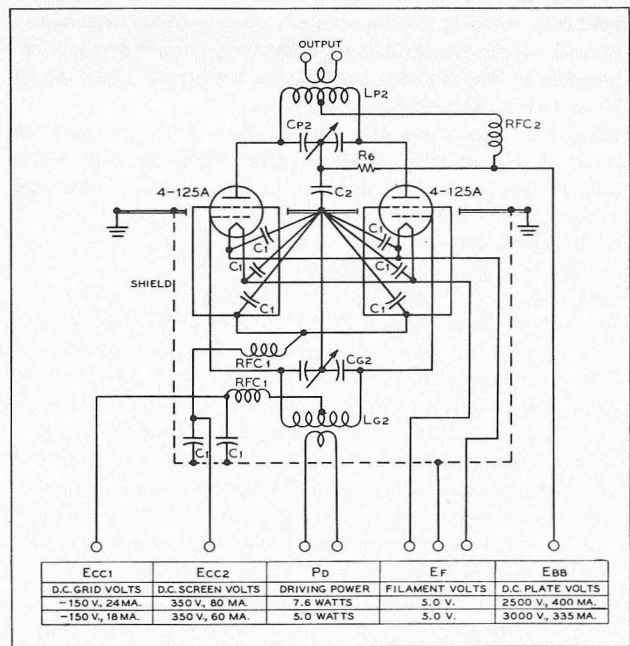 OUTPUT
LP2
CP2
RFC2
R6
4-125A
C2
4-125A
C1
C1
C1
C1
SHIELD
C1
C1
RFC1
CG2
RFC1
LG2
C1
C1
ECC1 ECC2 PD EF EBB
D.C. GRID VOLTS D.C. SCREEN VOLTS DRIVING POWER FILAMENT VOLTS D.C. PLATE VOLTS
-150 V., 24 MA. 350 V., 80 MA. 7.6 WATTS 5.0 V. 2500 V., 400 MA.
-150 V., 18 MA. 350 V., 60 MA. 5.0 WATTS 5.0 V. 3000 V., 335 MA.